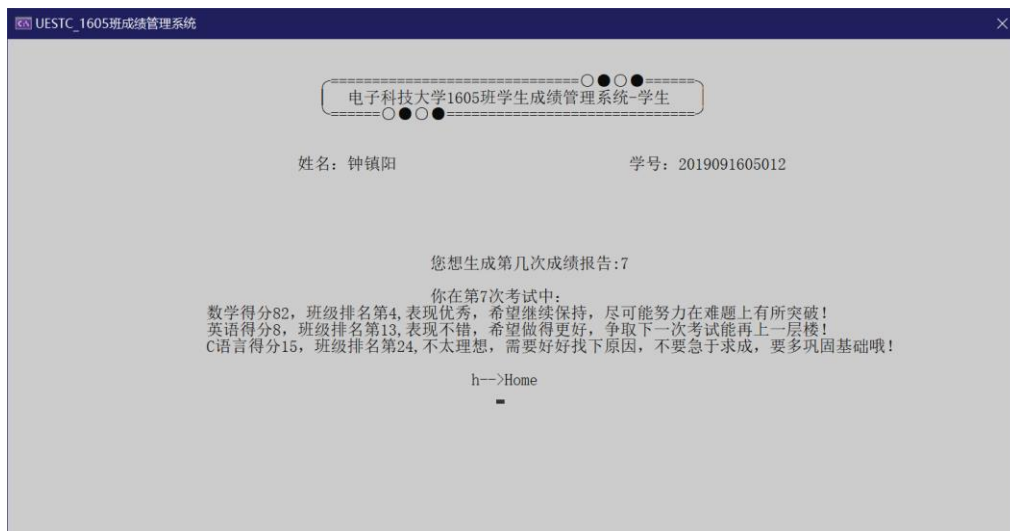 UESTC_1605班成绩管理系统
==============================○●○●======
电子科技大学1605班学生成绩管理系统-学生
======○●○●==============================
姓名：钟镇阳 学号：2019091605012
您想生成第几次成绩报告:7
你在第7次考试中：
数学得分82，班级排名第4,表现优秀，希望继续保持，尽可能努力在难题上有所突破！
英语得分8，班级排名第13,表现不错，希望做得更好，争取下一次考试能再上一层楼！
C语言得分15，班级排名第24,不太理想，需要好好找下原因，不要急于求成，要多巩固基础哦！
h-->Home